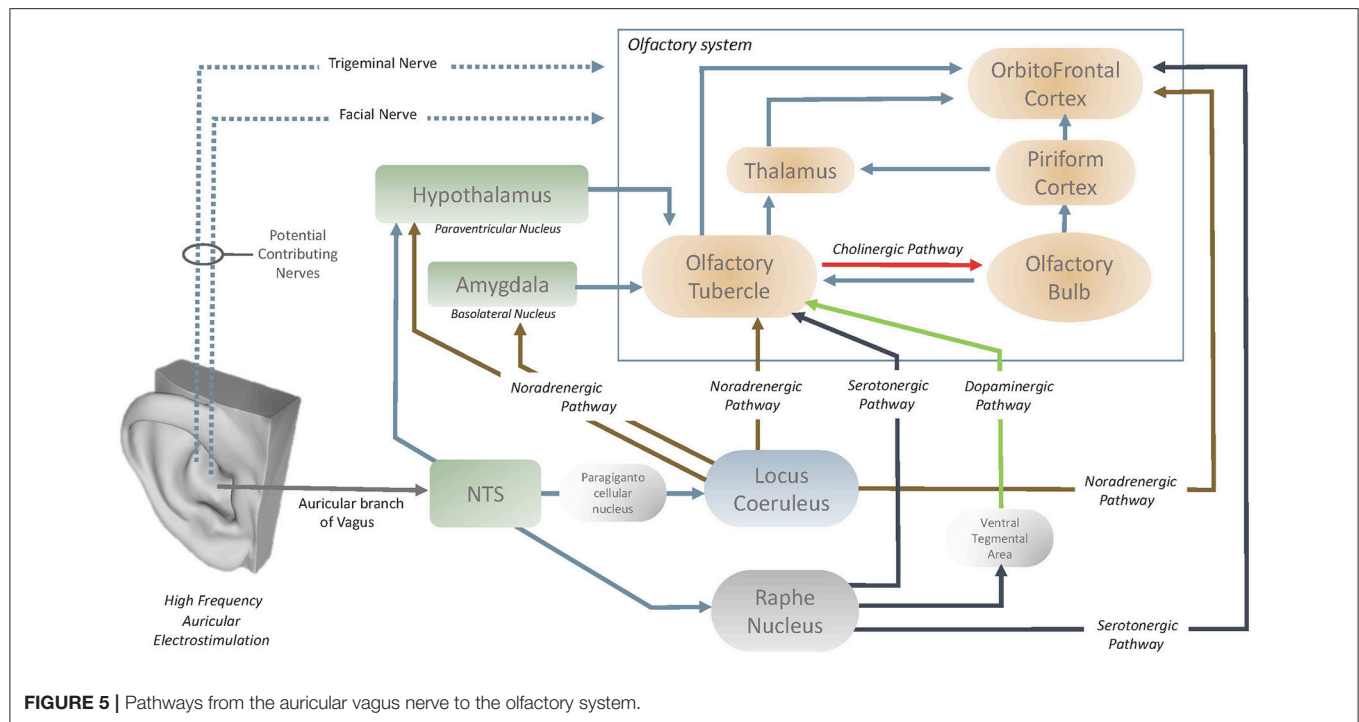 Olfactory system
Trigeminal Nerve
OrbitoFrontal
Cortex
Facial Nerve
Thalamus
Piriform
Cortex
Hypothalamus
Paraventricular Nucleus
Potential
Contributing
Nerves
Cholinergic Pathway
Olfactory
Tubercle
Olfactory
Bulb
Amygdala
Basolateral Nucleus
Noradrenergic
Pathway
Noradrenergic
Pathway
Serotonergic
Pathway
Dopaminergic
Pathway
NTS
Paragiganto
cellular
nucleus
Locus
Coeruleus
Noradrenergic
Pathway
Auricular branch
of Vagus
Ventral
Tegmental
Area
High Frequency
Auricular
Electrostimulation
Raphe
Nucleus
Serotonergic
Pathway
FIGURE 5 | Pathways from the auricular vagus nerve to the olfactory system.